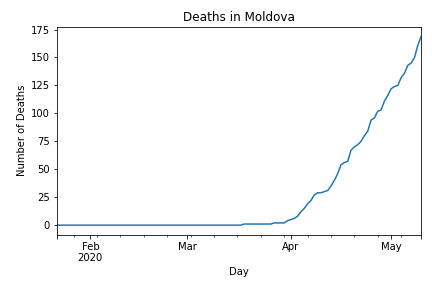 Deaths in Moldova
175
150
125
100
75
50
25
0
Number of Deaths
Feb
2020
Mar
Apr
May
Day